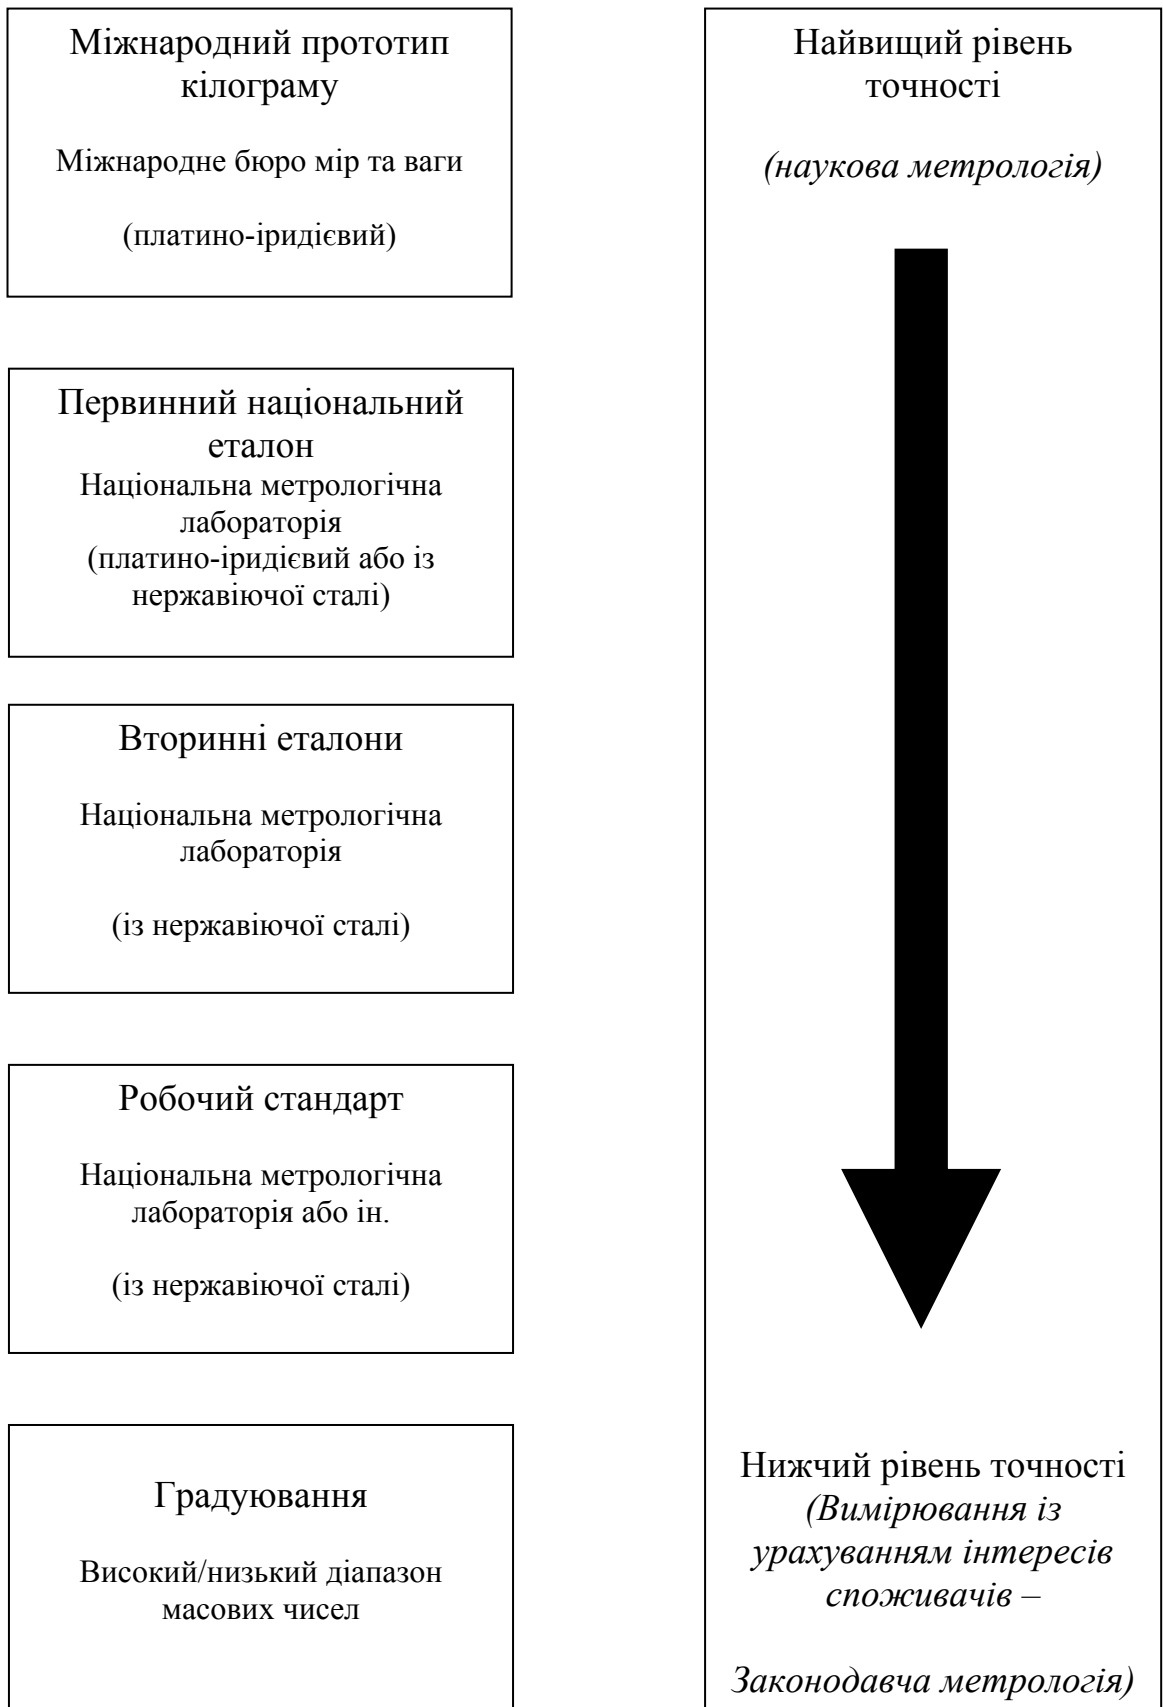 Міжнародний прототип
кілограму
Міжнародне бюро мір та ваги
(платино-іридієвий)
Первинний національний
еталон
Національна метрологічна
лабораторія
(платино-іридієвий або із
нержавіючої сталі)
Вторинні еталони
Національна метрологічна
лабораторія
(із нержавіючої сталі)
Робочий стандарт
Національна метрологічна
лабораторія або ін.
(із нержавіючої сталі)
Градуювання
Високий/низький діапазон
масових чисел
Найвищий рівень
точності
(наукова метрологія)
Нижчий рівень точності
(Вимірювання із
урахуванням інтересів
споживачів –
Законодавча метрологія)